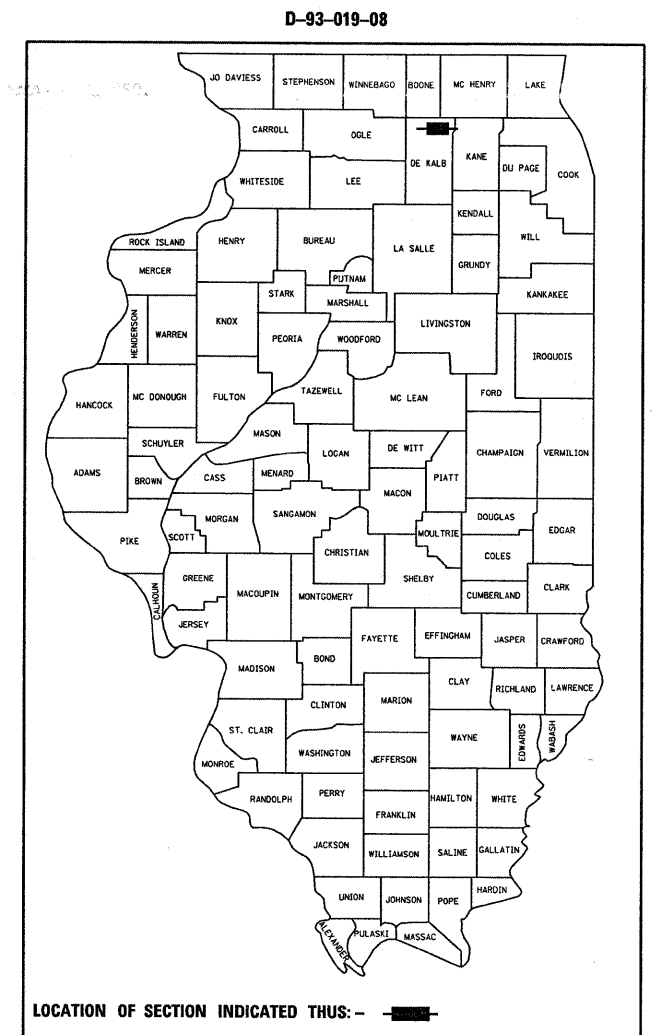 D-93-019-08
JO DAVIESS STEPHENSON WINNEBAGO BOONE MC HENRY LAKE
CARROLL OGLE DE KALB KANE DU PAGE COOK
WHITESIDE LEE
KENDALL
ROCK ISLAND HENRY BUREAU LA SALLE WILL
MERCER PUTNAM GRUNDY
STARK MARSHALL KANKAKEE
HENDERSON WARREN KNOX PEORIA WOODFORD LIVINGSTON IROQUOIS
HANCOCK MC DONOUGH FULTON TAZEWELL MC LEAN FORD
SCHUYLER MASON LOGAN DE WITT CHAMPAIGN VERMILION
ADAMS BROWN CASS MENARD MACON PIATT
PIKE SCOTT MORGAN SANGAMON CHRISTIAN MOULTRIE DOUGLAS EDGAR
COLES
CALHOUN GREENE MACOUPIN MONTGOMERY SHELBY CUMBERLAND CLARK
JERSEY FAYETTE EFFINGHAM JASPER CRAWFORD
MADISON BOND CLAY RICHLAND LAWRENCE
CLINTON MARION
ST. CLAIR WASHINGTON WAYNE EDWARDS WABASH
MONROE JEFFERSON
RANDOLPH PERRY FRANKLIN HAMILTON WHITE
JACKSON WILLIAMSON SALINE GALLATIN
UNION JOHNSON POPE HARDIN
ALEXANDER PULASKI MASSAC
LOCATION OF SECTION INDICATED THUS: -